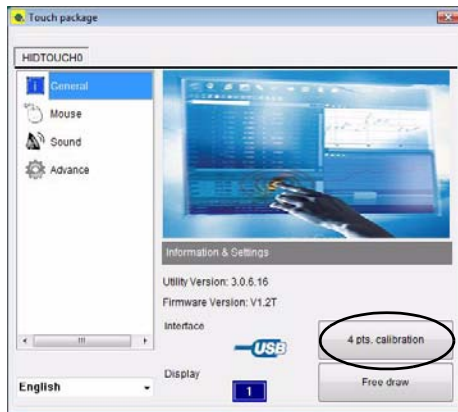 Touch package
HIDTOUCH0
General
Mouse
Sound
Advance
Information & Settings
Utility Version: 3.0.6.16
Firmware Version: V1.2T
Interface
USB
4 pts. calibration
Display
1
Free draw
English